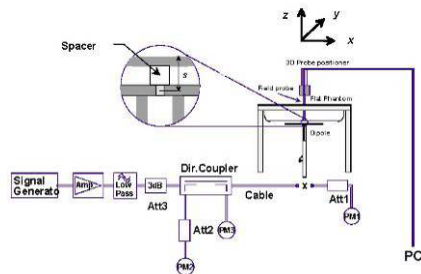 z
y
x
Spacer
s
3D Probe positioner
Field probe
Flat Phantom
Dipole
Dir.Coupler
Signal
Generato
Amp
Low
Pass
3dB
Cable
x
Att1
Att3
PM1
Att2
PM3
PM2
PC